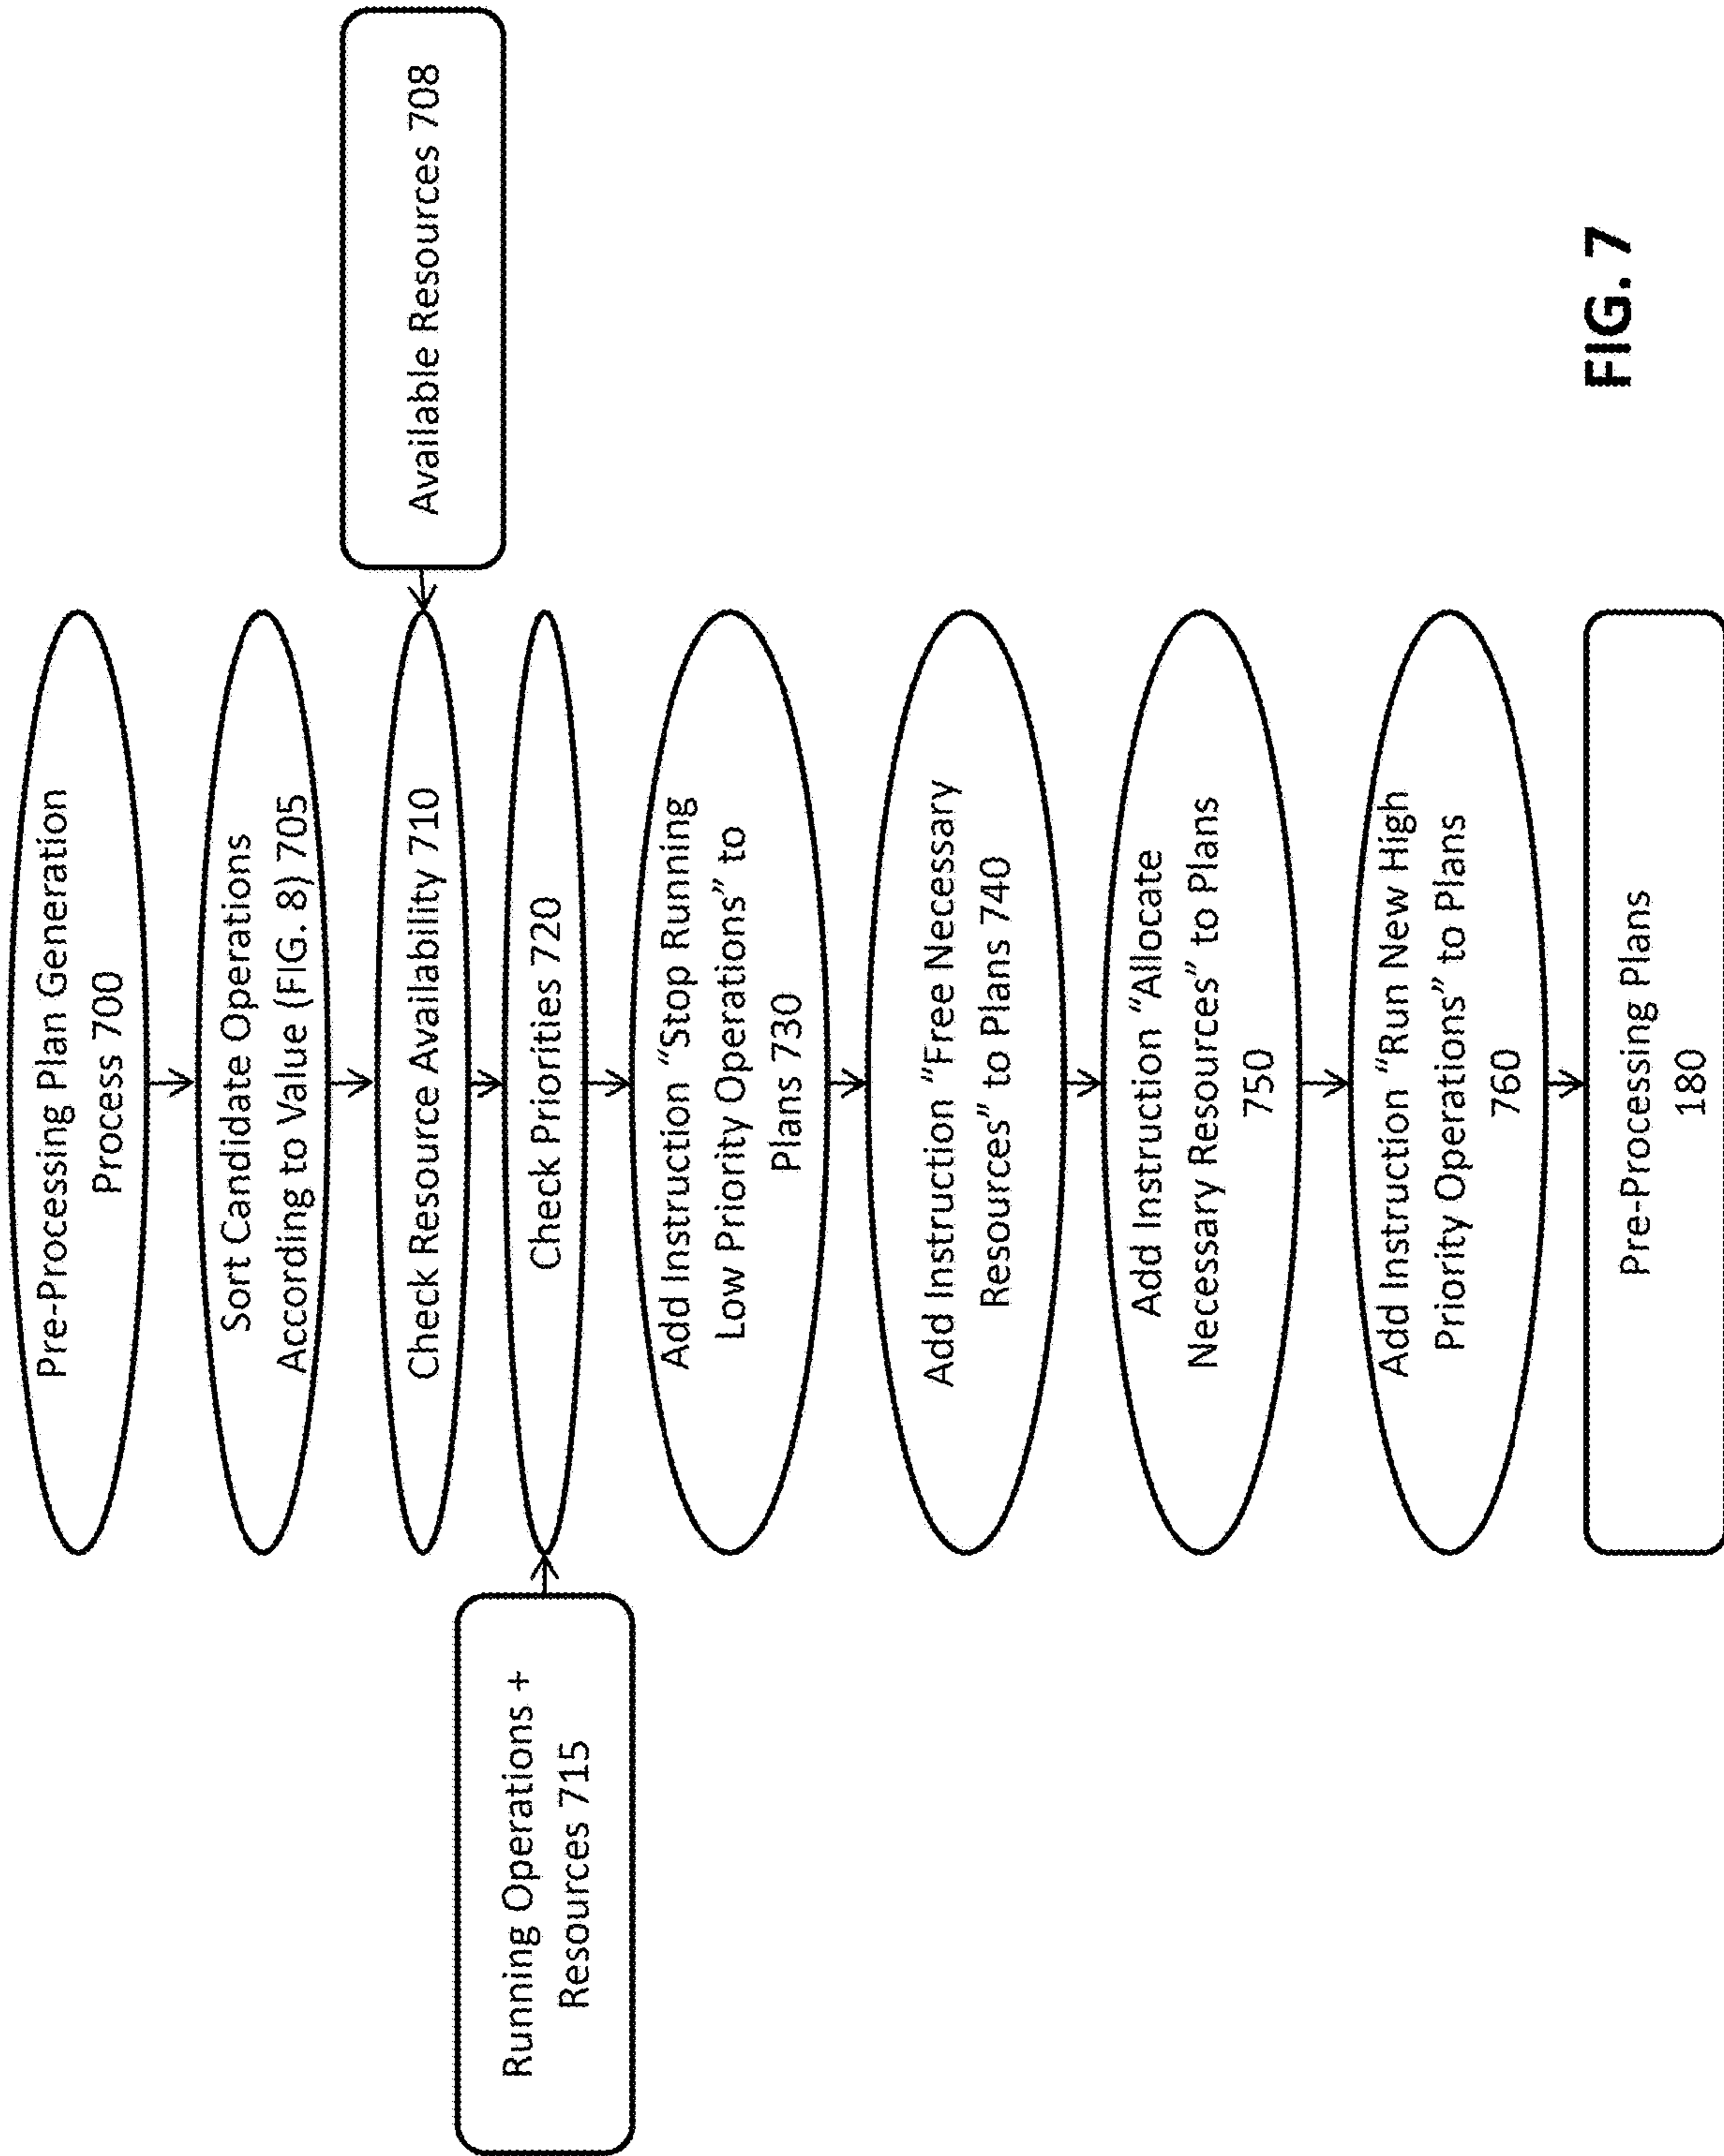 Pre-Processing Plan Generation
Process 700
Sort Candidate Operations
According to Value (FIG. 8) 705
Available Resources 708
Check Resource Availability 710
Running Operations +
Resources 715
Check Priorities 720
Add Instruction “Stop Running
Low Priority Operations” to
Plans 730
Add Instruction “Free Necessary
Resources” to Plans 740
Add Instruction “Allocate
Necessary Resources” to Plans
750
Add Instruction “Run New High
Priority Operations” to Plans
760
Pre-Processing Plans
180
FIG. 7